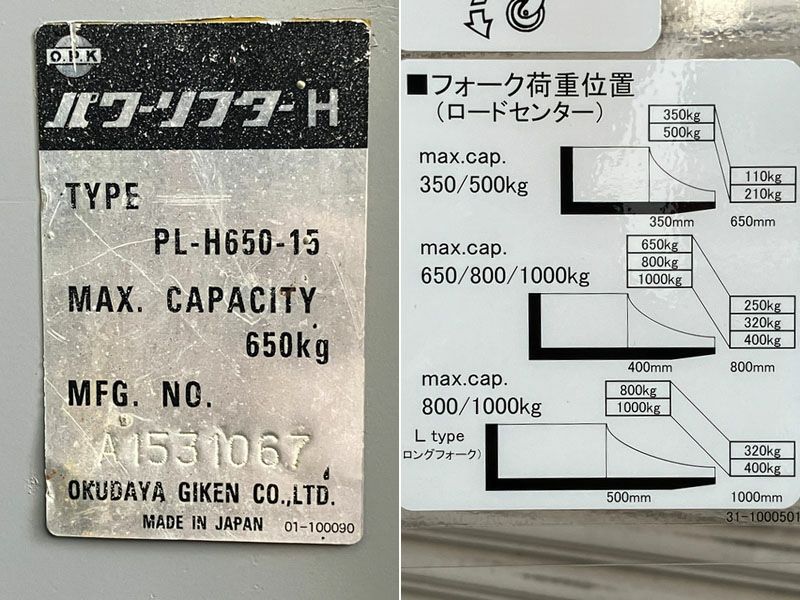 O.P.K
パワーリフターH
TYPE
PL-H650-15
MAX. CAPACITY
650kg
MFG. NO.
A1531067
OKUDAYA GIKEN CO.,LTD.
MADE IN JAPAN 01-100090
■フォーク荷重位置
(ロードセンター)
max.cap.
350/500kg
350kg
500kg
110kg
210kg
350mm 650mm
max.cap.
650/800/1000kg
650kg
800kg
1000kg
250kg
320kg
400kg
400mm 800mm
max.cap.
800/1000kg
L type
ロングフォーク)
800kg
1000kg
320kg
400kg
500mm 1000mm
31-1000501